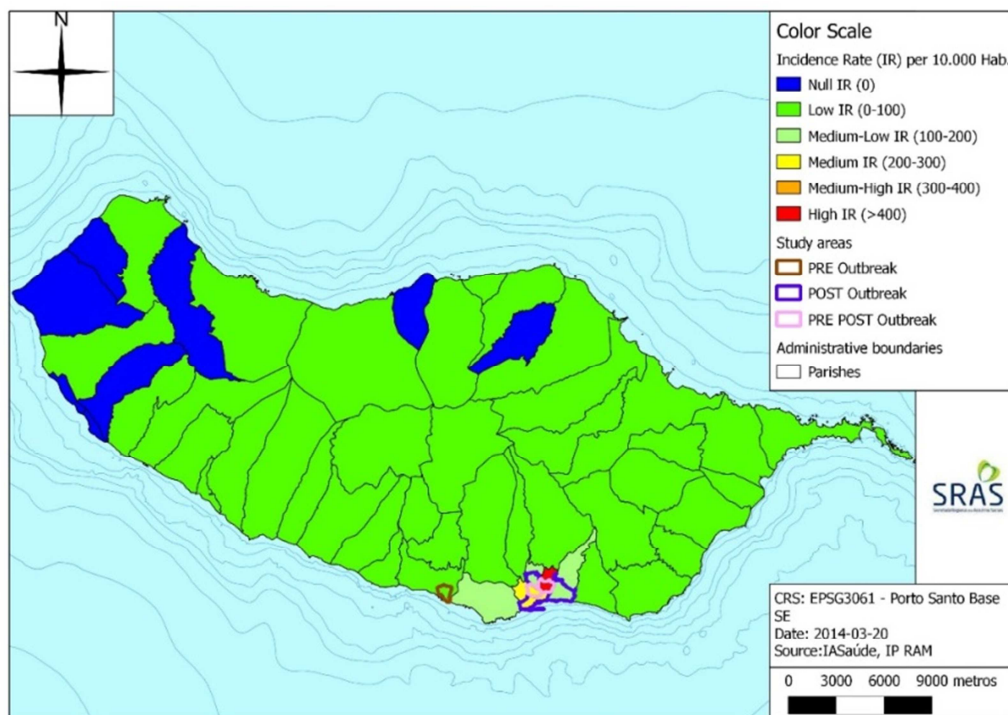 N
Color Scale
Incidence Rate (IR) per 10.000 Hab.
Null IR (0)
Low IR (0-100)
Medium-Low IR (100-200)
Medium IR (200-300)
Medium-High IR (300-400)
High IR (>400)
Study areas
PRE Outbreak
POST Outbreak
PRE POST Outbreak
Administrative boundaries
Parishes
SRAS
CRS: EPSG3061 - Porto Santo Base
SE
Date: 2014-03-20
Source:IASaúde, IP RAM
0 3000 6000 9000 metros